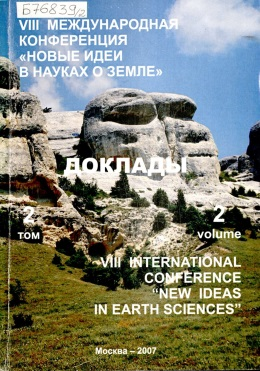 Б76839/2
VIII МЕЖДУНАРОДНАЯ
КОНФЕРЕНЦИЯ
«НОВЫЕ ИДЕИ
В НАУКАХ О ЗЕМЛЕ»
ДОКЛАДЫ
2
том
2
volume
VIII INTERNATIONAL
CONFERENCE
"NEW IDEAS
IN EARTH SCIENCES"
Москва – 2007